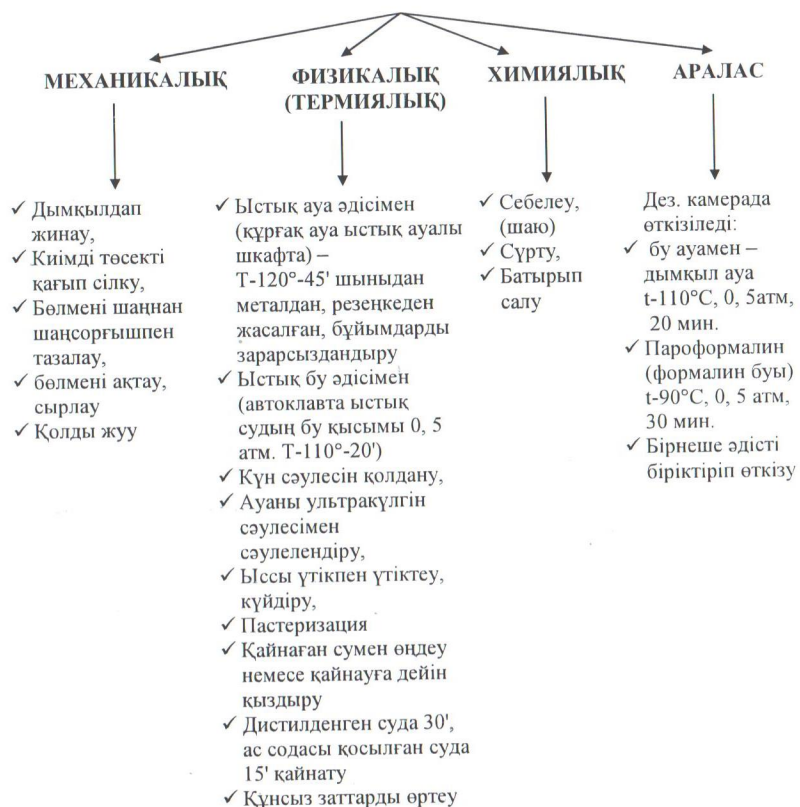 МЕХАНИКАЛЫҚ
ФИЗИКАЛЫҚ
(ТЕРМИЯЛЫҚ)
ХИМИЯЛЫҚ
АРАЛАС
✓ Дымқылдап
жинау,
✓ Киімді төсекті
қағып сілку,
✓ Бөлмені шаңнан
шаңсорғышпен
тазалау,
✓ бөлмені ақтау,
сырлау
✓ Қолды жуу
✓ Ыстық ауа әдісімен
(құрғақ ауа ыстық ауалы
шкафта) –
Т-120°-45' шыныдан
металдан, резеңкеден
жасалған, бұйымдарды
зарарсыздандыру
✓ Ыстық бу әдісімен
(автоклавта ыстық
судың бу қысымы 0, 5
атм. Т-110°-20')
✓ Күн сәулесін қолдану,
✓ Ауаны ультракүлгін
сәулесімен
сәулелендіру,
✓ Ыссы үтікпен үтіктеу,
күйдіру,
✓ Пастеризация
✓ Қайнаған сумен өңдеу
немесе қайнауға дейін
қыздыру
✓ Дистилденген суда 30',
ас содасы қосылған суда
15' қайнату
✓ Құнсыз заттарды өртеу
✓ Себелеу,
(шаю)
✓ Сүрту,
✓ Батырып
салу
Дез. камерада
өткізіледі:
✓ бу ауамен –
дымқыл ауа
t-110°С, 0, 5атм,
20 мин.
✓ Пароформалин
(формалин буы)
t-90°С, 0, 5 атм,
30 мин.
✓ Бірнеше әдісті
біріктіріп өткізу